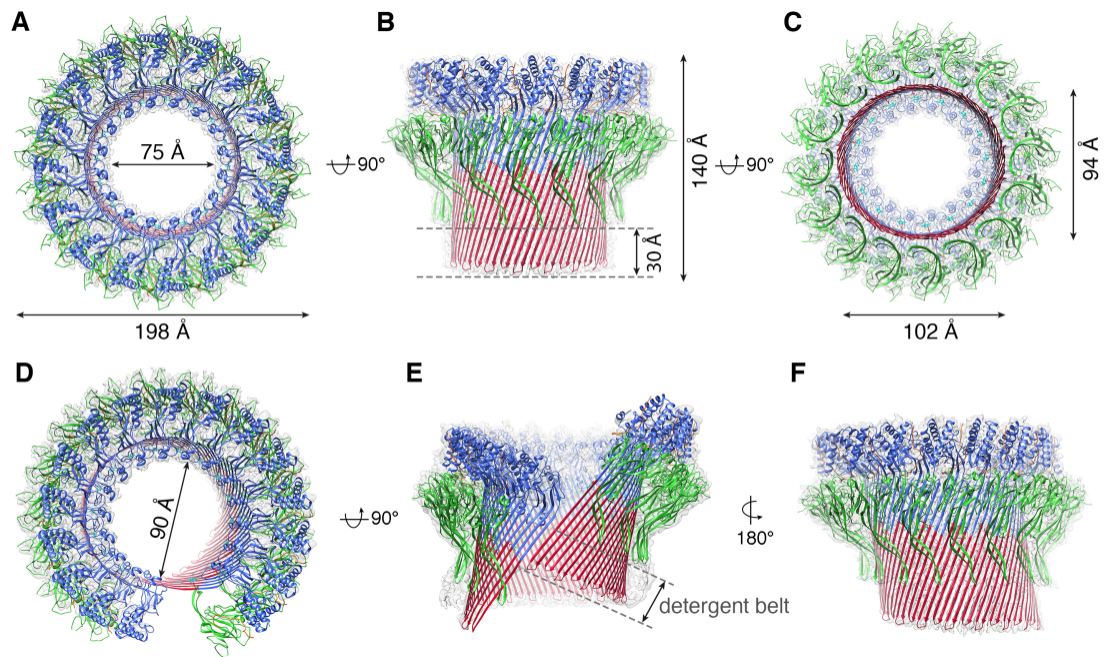 A
B
C
75 Å
90°
140 Å
90°
94 Å
30 Å
198 Å
102 Å
D
E
F
90 Å
90°
180°
detergent belt